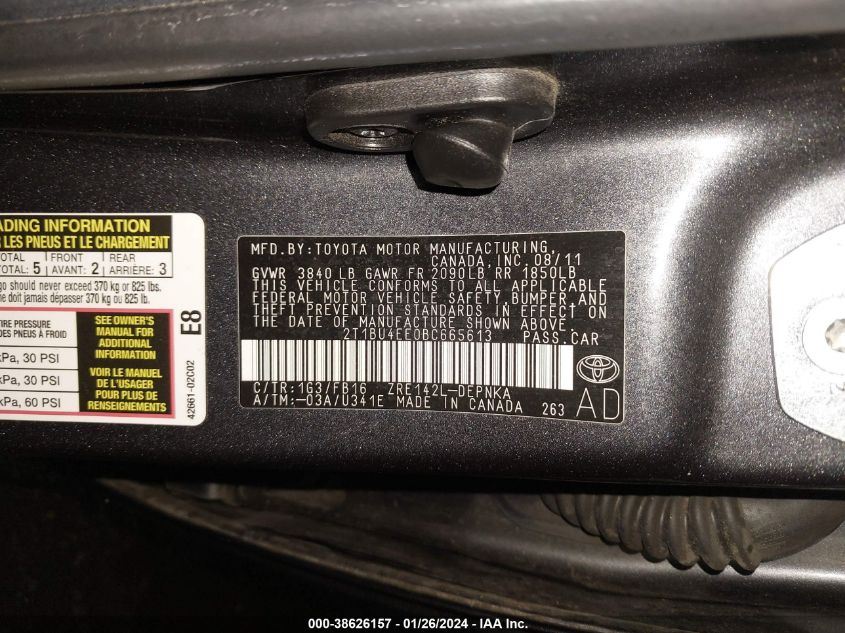 ADING INFORMATION
R LES PNEUS ET LE CHARGEMENT
OTAL 5 FRONT 2 REAR 3
OTAL AVANT: ARRIÈRE:
go should never exceed 370 kg or 825 lbs.
ne doit jamais dépasser 370 kg ou 825 lb.
TIRE PRESSURE
DES PNEUS À FROID
kPa, 30 PSI
kPa, 30 PSI
kPa, 60 PSI
SEE OWNER'S
MANUAL FOR
ADDITIONAL
INFORMATION
VOIR LE MANUEL
DE L'USAGER
POUR PLUS DE
RENSEIGNEMENTS
E8
42661-02C02
MFD.BY:TOYOTA MOTOR MANUFACTURING,
CANADA, INC. 08/11
GVWR 3840 LB GAWR FR 2090LB RR 1850LB
THIS VEHICLE CONFORMS TO ALL APPLICABLE
FEDERAL MOTOR VEHICLE SAFETY, BUMPER, AND
THEFT PREVENTION STANDARDS IN EFFECT ON
THE DATE OF MANUFACTURE SHOWN ABOVE.
2T1BU4EE0BC665613 PASS.CAR
C/TR:1G3/FB16 ZRE142L-DEPNKA
A/TM:-03A/U341E MADE IN CANADA 263 AD
000-38626157 | 01/26/2024 - IAA Inc.